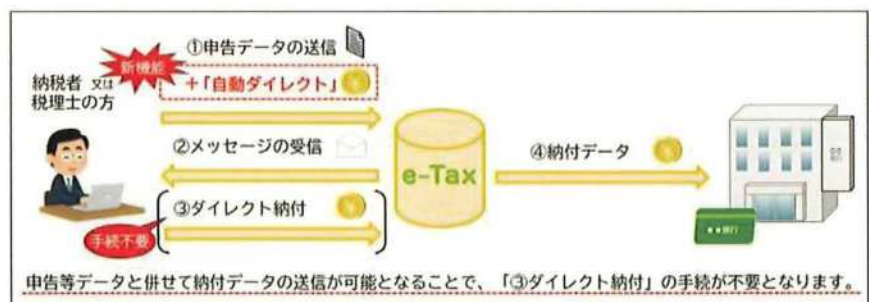 ①申告データの送信
新機能
＋「自動ダイレクト」
納税者 又は
税理士の方
②メッセージの受信
④納付データ
e-Tax
③ダイレクト納付
手続不要
銀行
申告等データと併せて納付データの送信が可能となることで、「③ダイレクト納付」の手続が不要となります。